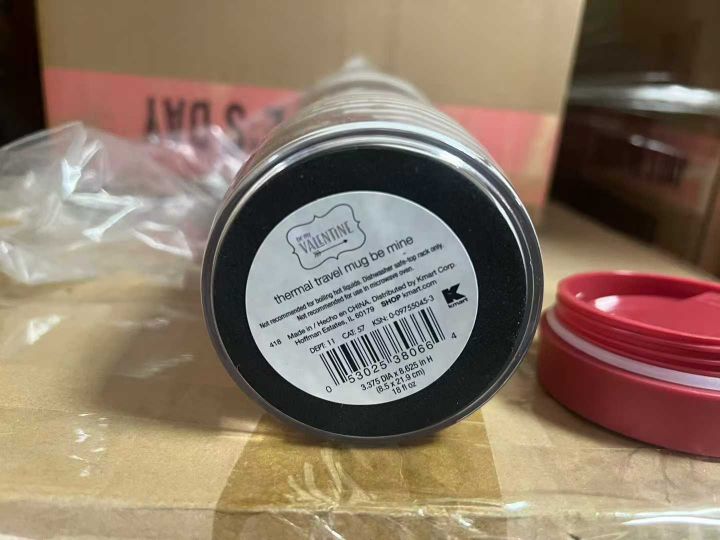 'S DAY
be my
VALENTINE
thermal travel mug be mine
Not recommended for boiling hot liquids. Dishwasher safe-top rack only.
Not recommended for use in microwave oven.
418 Made in / Hecho en CHINA. Distributed by Kmart Corp.
Hoffman Estates, IL 60179 SHOP kmart.com
K
kmart
DEPT: 11 CAT: 57 KSN: 0-09755045-3
0 53025 38066 4
3.375 DIA x 8.625 in H
(8.5 x 21.9 cm)
18 fl oz